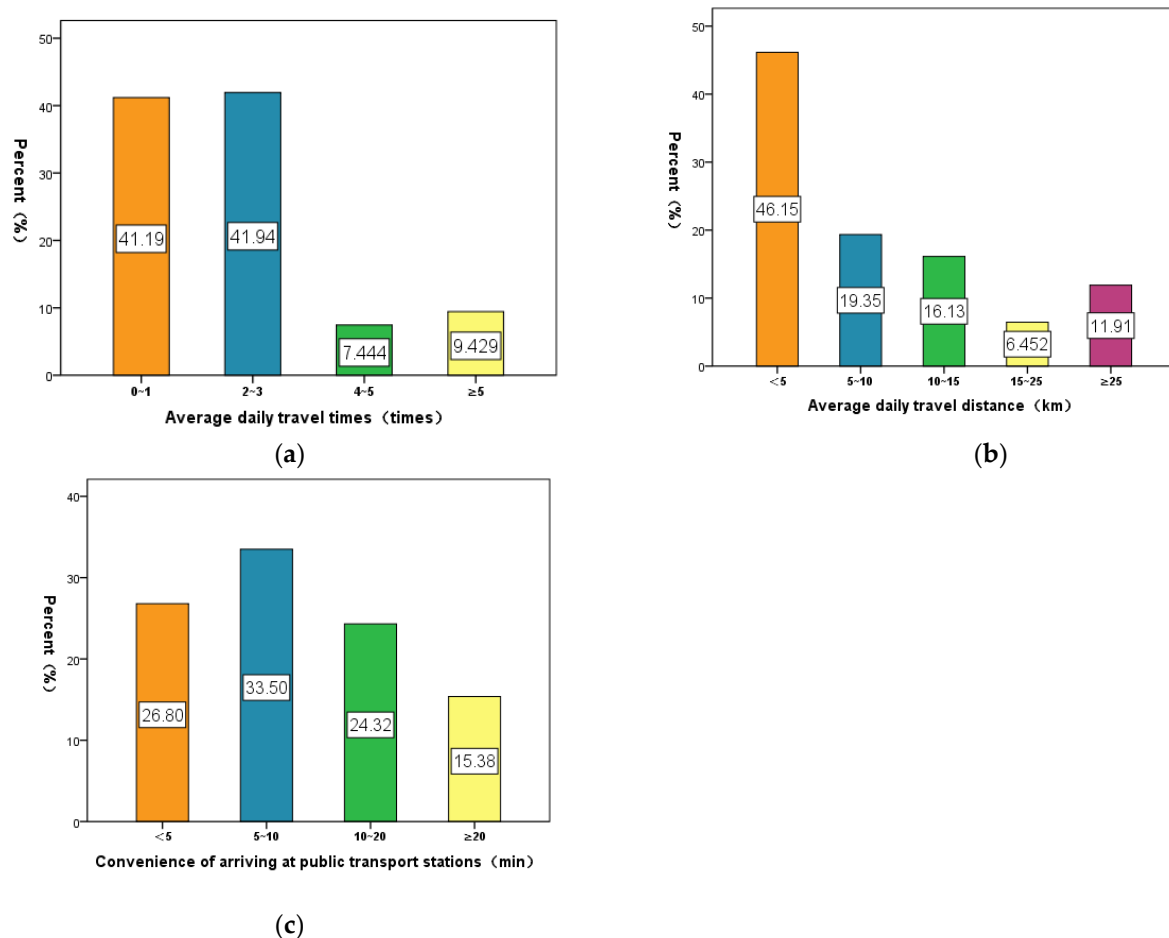 50
40
30
20
10
0
Percent（%）
41.19
41.94
7.444
9.429
0~1 2~3 4~5 ≥5
Average daily travel times（times）
(a)
50
40
30
20
10
0
Percent（%）
46.15
19.35
16.13
6.452
11.91
＜5 5~10 10~15 15~25 ≥25
Average daily travel distance（km）
(b)
40
30
20
10
0
Percent（%）
26.80
33.50
24.32
15.38
＜5 5~10 10~20 ≥20
Convenience of arriving at public transport stations（min）
(c)